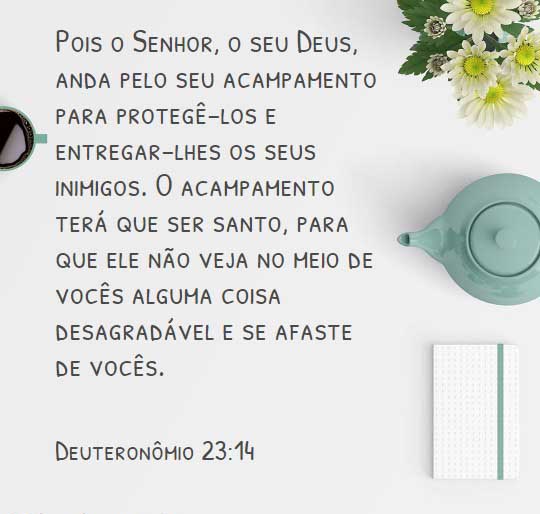 Pois o Senhor, o seu Deus,
anda pelo seu acampamento
para protegê-los e
entregar-lhes os seus
inimigos. O acampamento
terá que ser santo, para
que ele não veja no meio de
vocês alguma coisa
desagradável e se afaste
de vocês.
Deuteronômio 23:14